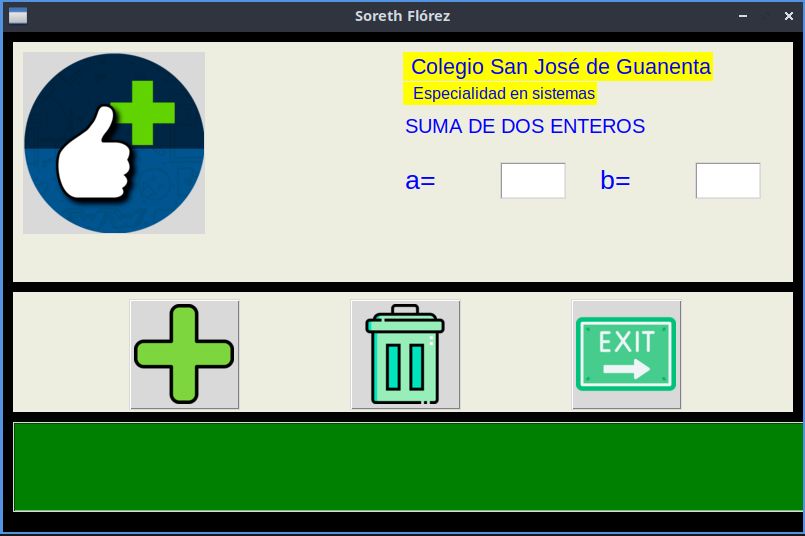 Soreth Flórez
Colegio San José de Guanenta
Especialidad en sistemas
SUMA DE DOS ENTEROS
a= b=
EXIT